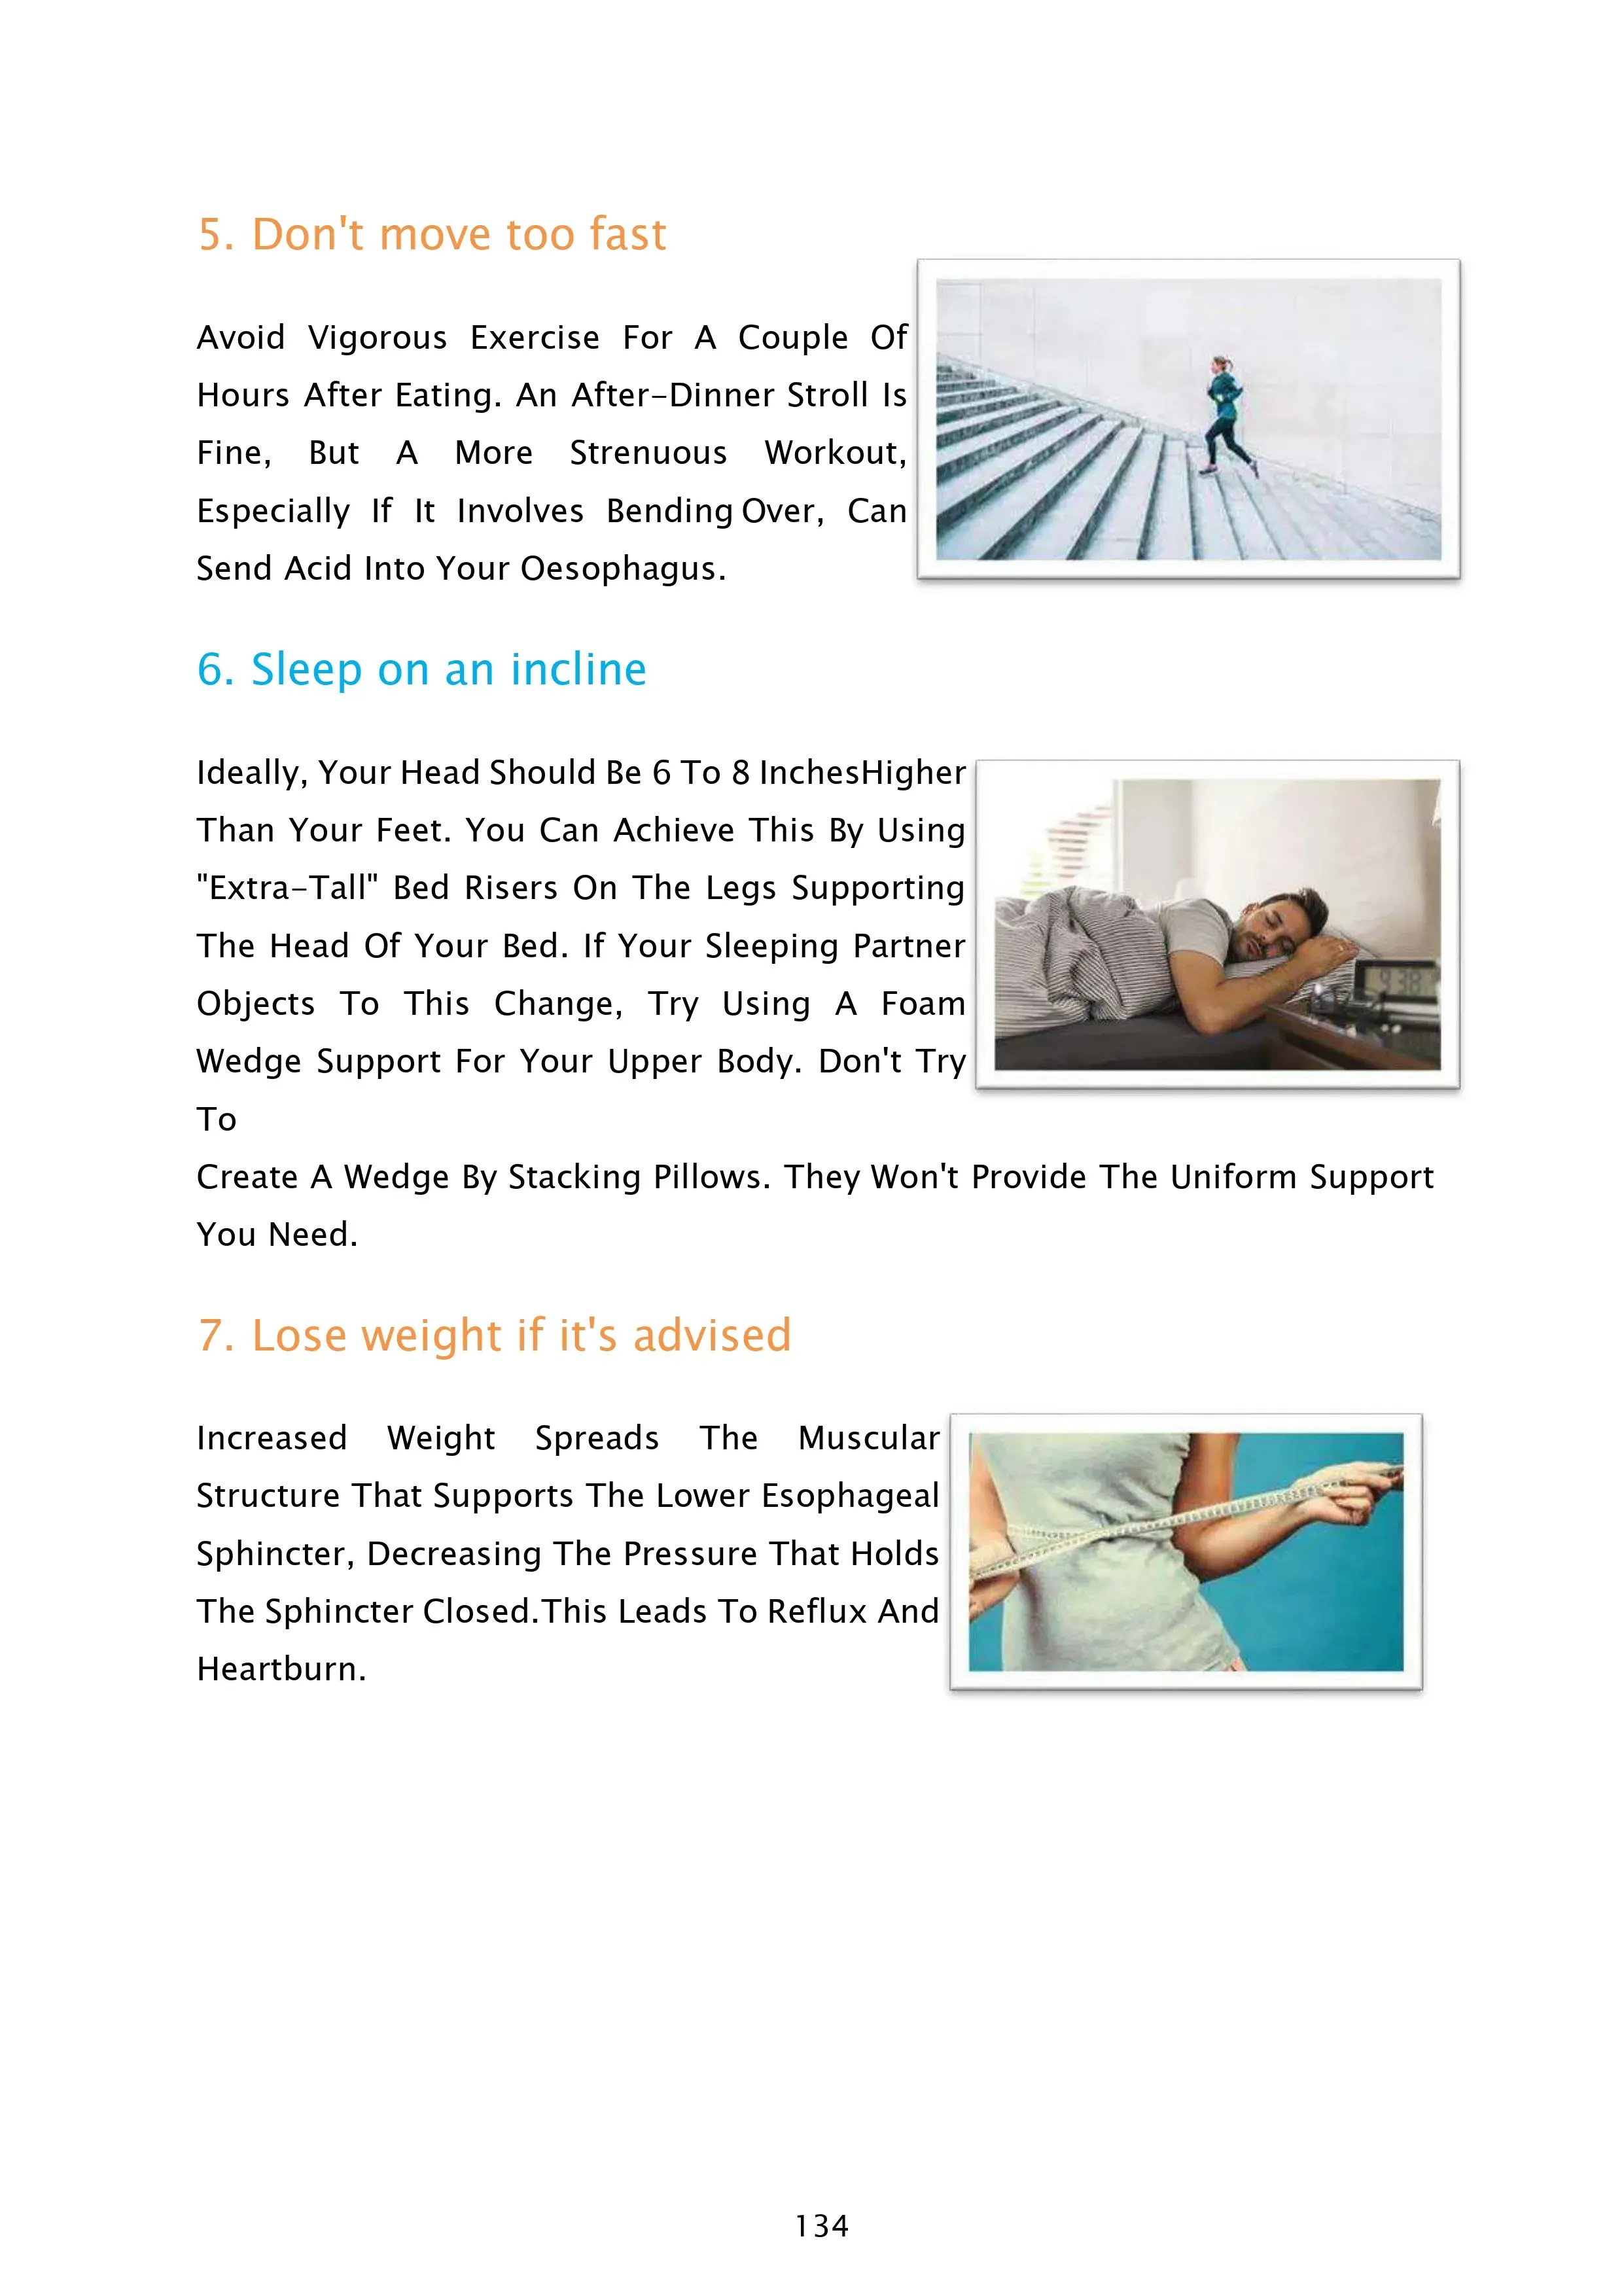 5. Don't move too fast
Avoid Vigorous Exercise For A Couple Of
Hours After Eating. An After-Dinner Stroll Is
Fine, But A More Strenuous Workout,
Especially If It Involves Bending Over, Can
Send Acid Into Your Oesophagus.
6. Sleep on an incline
Ideally, Your Head Should Be 6 To 8 InchesHigher
Than Your Feet. You Can Achieve This By Using
"Extra-Tall" Bed Risers On The Legs Supporting
The Head Of Your Bed. If Your Sleeping Partner
Objects To This Change, Try Using A Foam
Wedge Support For Your Upper Body. Don't Try
To
Create A Wedge By Stacking Pillows. They Won't Provide The Uniform Support
You Need.
7. Lose weight if it's advised
Increased Weight Spreads The Muscular
Structure That Supports The Lower Esophageal
Sphincter, Decreasing The Pressure That Holds
The Sphincter Closed.This Leads To Reflux And
Heartburn.
134